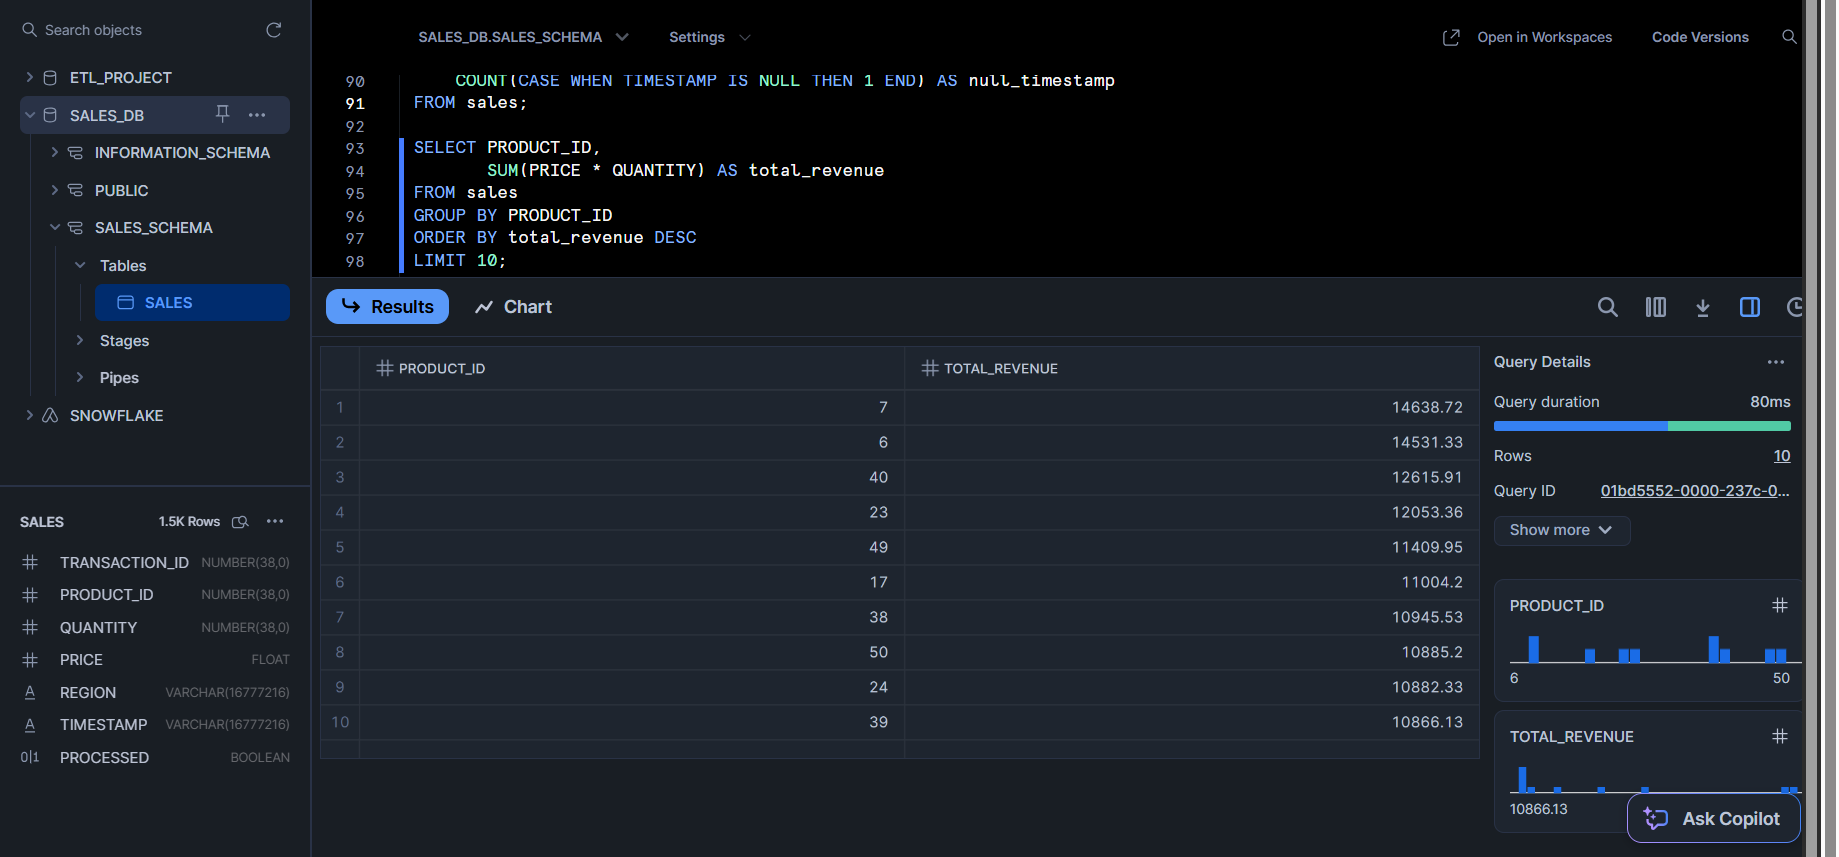 Search objects
ETL_PROJECT
SALES_DB
INFORMATION_SCHEMA
PUBLIC
SALES_SCHEMA
Tables
SALES
Stages
Pipes
SNOWFLAKE
SALES 1.5K Rows
TRANSACTION_ID NUMBER(38,0)
PRODUCT_ID NUMBER(38,0)
QUANTITY NUMBER(38,0)
PRICE FLOAT
REGION VARCHAR(16777216)
TIMESTAMP VARCHAR(16777216)
PROCESSED BOOLEAN
SALES_DB.SALES_SCHEMA Settings Open in Workspaces Code Versions
90 COUNT(CASE WHEN TIMESTAMP IS NULL THEN 1 END) AS null_timestamp
91 FROM sales;
92
93 SELECT PRODUCT_ID,
94 SUM(PRICE * QUANTITY) AS total_revenue
95 FROM sales
96 GROUP BY PRODUCT_ID
97 ORDER BY total_revenue DESC
98 LIMIT 10;
Results Chart
PRODUCT_ID TOTAL_REVENUE
1 7 14638.72
2 6 14531.33
3 40 12615.91
4 23 12053.36
5 49 11409.95
6 17 11004.2
7 38 10945.53
8 50 10885.2
9 24 10882.33
10 39 10866.13
Query Details
Query duration 80ms
Rows 10
Query ID 01bd5552-0000-237c-0...
Show more
PRODUCT_ID
6 50
TOTAL_REVENUE
10866.13
Ask Copilot